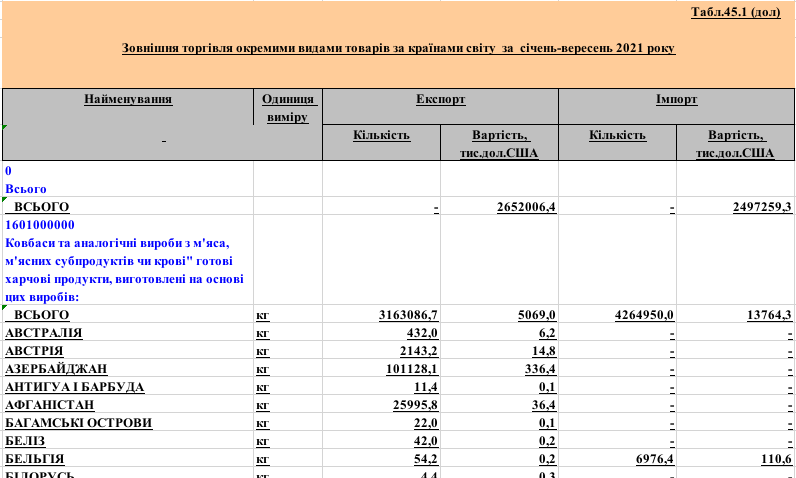 Табл.45.1 (дол)
Зовнішня торгівля окремими видами товарів за країнами світу за січень-вересень 2021 року
Найменування Одиниця виміру Експорт Імпорт
Кількість Вартість, тис.дол.США Кількість Вартість, тис.дол.США
0
Всього
ВСЬОГО - 2652006,4 - 2497259,3
1601000000
Ковбаси та аналогічні вироби з м'яса,
м'ясних субпродуктів чи крові" готові
харчові продукти, виготовлені на основі
цих виробів:
ВСЬОГО кг 3163086,7 5069,0 4264950,0 13764,3
АВСТРАЛІЯ кг 432,0 6,2 - -
АВСТРІЯ кг 2143,2 14,8 - -
АЗЕРБАЙДЖАН кг 101128,1 336,4 - -
АНТИГУА І БАРБУДА кг 11,4 0,1 - -
АФГАНІСТАН кг 25995,8 36,4 - -
БАГАМСЬКІ ОСТРОВИ кг 22,0 0,1 - -
БЕЛІЗ кг 42,0 0,2 - -
БЕЛЬГІЯ кг 54,2 0,2 6976,4 110,6
БІЛОРУСЬ кг 4,4 0,3 - -